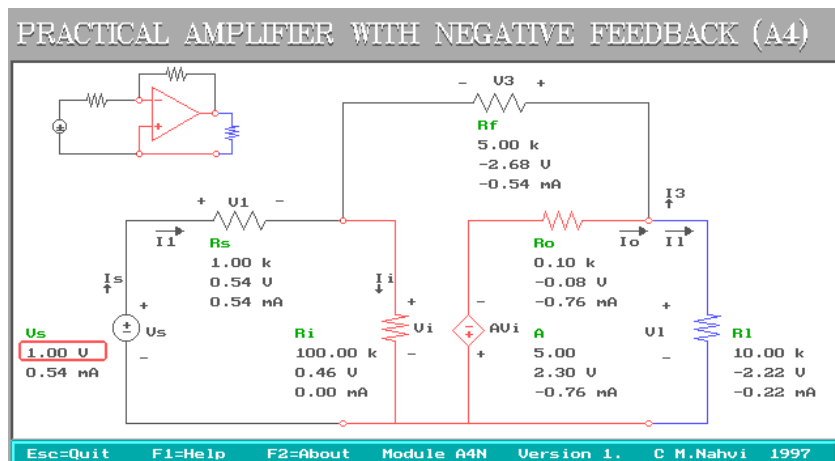 PRACTICAL AMPLIFIER WITH NEGATIVE FEEDBACK (A4)
- V3 +
Rf
5.00 k
-2.68 V
-0.54 mA
I3
+ V1 -
I1
Rs
1.00 k
0.54 V
0.54 mA
Is
Ii
Io Il
Ro
0.10 k
-0.08 V
-0.76 mA
+ Vs -
Vs
1.00 V
0.54 mA
+ Vi -
Ri
100.00 k
0.46 V
0.00 mA
- AVi +
A
5.00
2.30 V
-0.76 mA
+ Vl -
Rl
10.00 k
-2.22 V
-0.22 mA
Esc=Quit F1=Help F2=About Module A4N Version 1. C M.Nahvi 1997